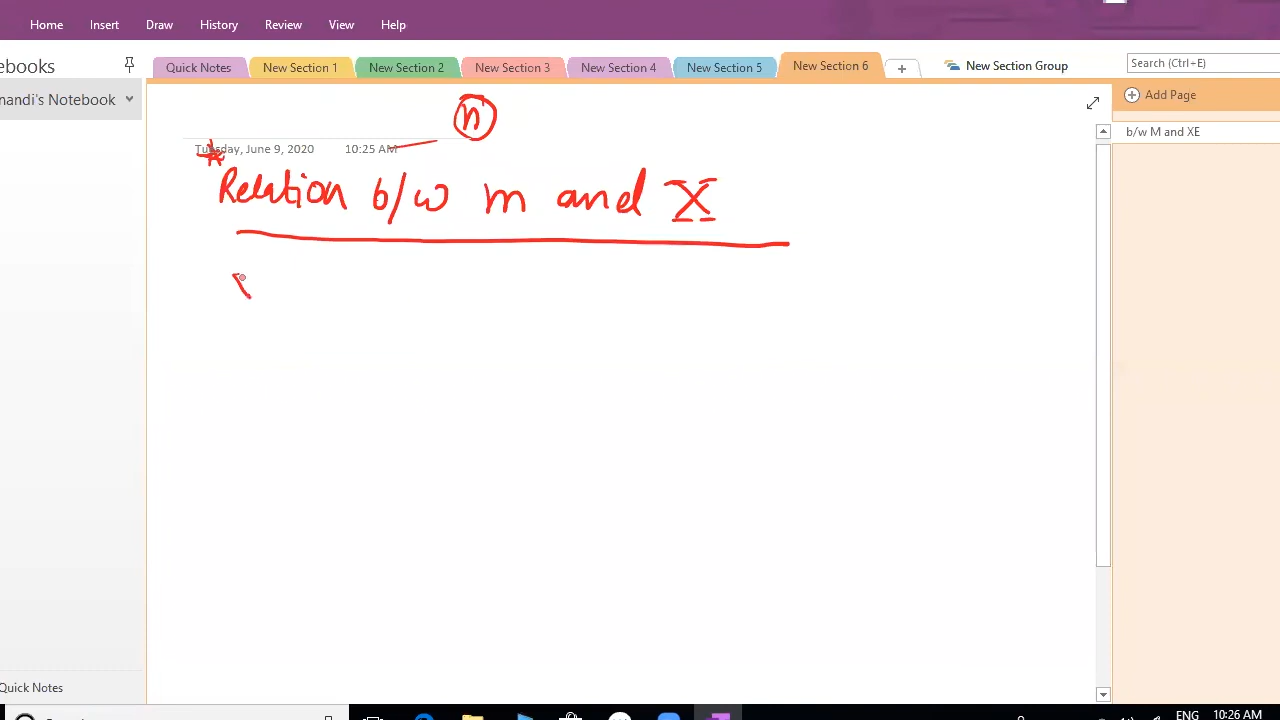 Home Insert Draw History Review View Help
ebooks
Quick Notes New Section 1 New Section 2 New Section 3 New Section 4 New Section 5 New Section 6 + New Section Group Search (Ctrl+E)
nandi's Notebook
Add Page
n
b/w M and XE
Tuesday, June 9, 2020 10:25 AM
Relation b/w m and X
Quick Notes
ENG 10:26 AM